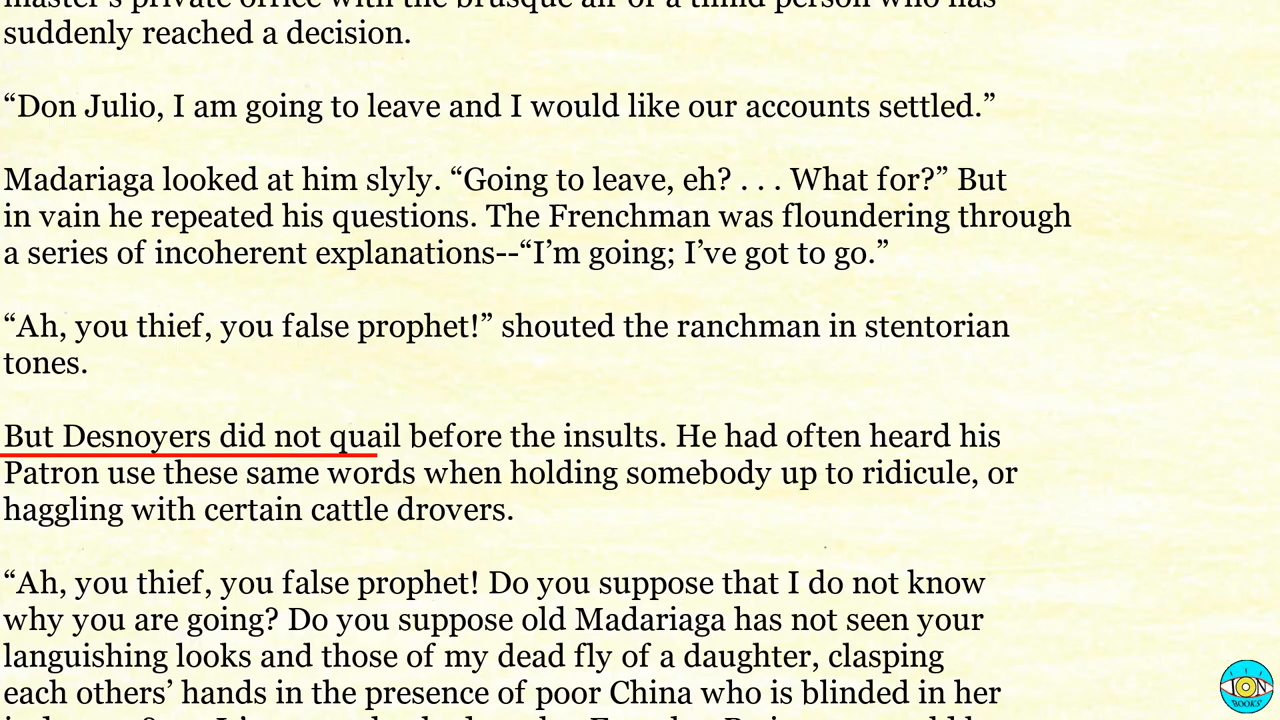 suddenly reached a decision.
“Don Julio, I am going to leave and I would like our accounts settled.”
Madariaga looked at him slyly. “Going to leave, eh? . . . What for?” But
in vain he repeated his questions. The Frenchman was floundering through
a series of incoherent explanations--“I’m going; I’ve got to go.”
“Ah, you thief, you false prophet!” shouted the ranchman in stentorian
tones.
But Desnoyers did not quail before the insults. He had often heard his
Patron use these same words when holding somebody up to ridicule, or
haggling with certain cattle drovers.
“Ah, you thief, you false prophet! Do you suppose that I do not know
why you are going? Do you suppose old Madariaga has not seen your
languishing looks and those of my dead fly of a daughter, clasping
each others’ hands in the presence of poor China who is blinded in her
ION
BOOKS